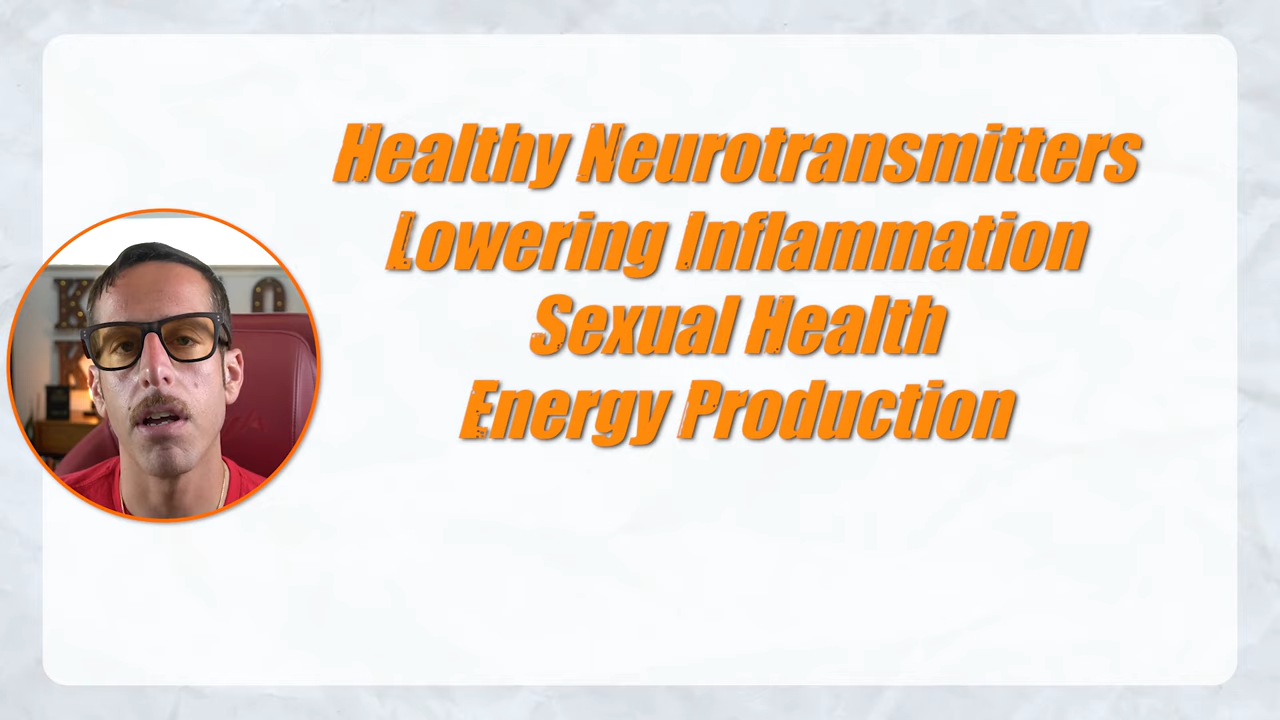 Healthy Neurotransmitters
Lowering Inflammation
Sexual Health
Energy Production